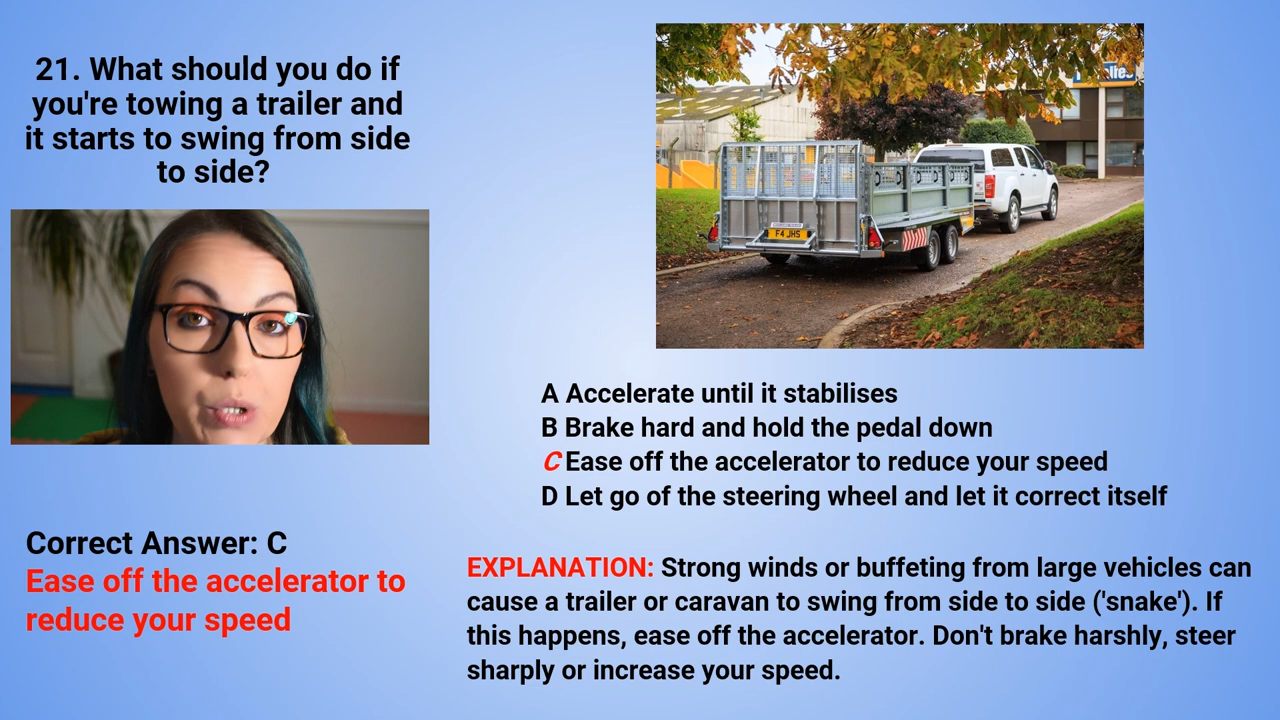 21. What should you do if
you're towing a trailer and
it starts to swing from side
to side?
F4 JHS
A Accelerate until it stabilises
B Brake hard and hold the pedal down
C Ease off the accelerator to reduce your speed
D Let go of the steering wheel and let it correct itself
Correct Answer: C
Ease off the accelerator to
reduce your speed
EXPLANATION: Strong winds or buffeting from large vehicles can
cause a trailer or caravan to swing from side to side ('snake'). If
this happens, ease off the accelerator. Don't brake harshly, steer
sharply or increase your speed.